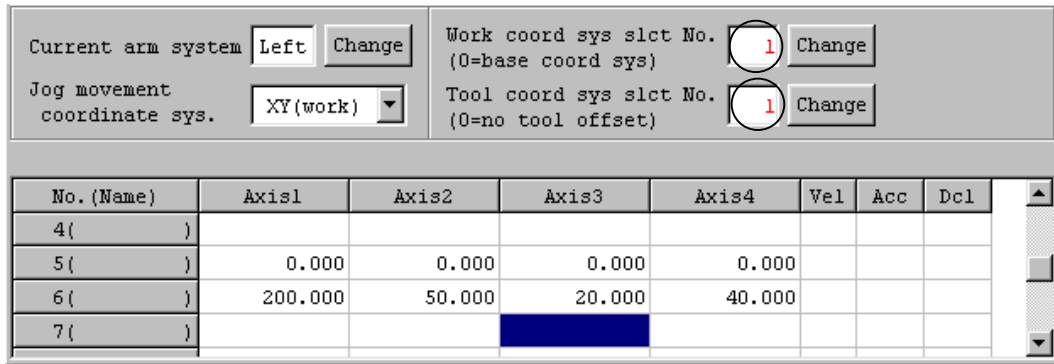 Current arm system Left Change
Jog movement
coordinate sys. XY(work)
Work coord sys slct No.
(0=base coord sys) 1 Change
Tool coord sys slct No.
(0=no tool offset) 1 Change
No.(Name) Axis1 Axis2 Axis3 Axis4 Vel Acc Dcl
4( )
5( ) 0.000 0.000 0.000 0.000
6( ) 200.000 50.000 20.000 40.000
7( )